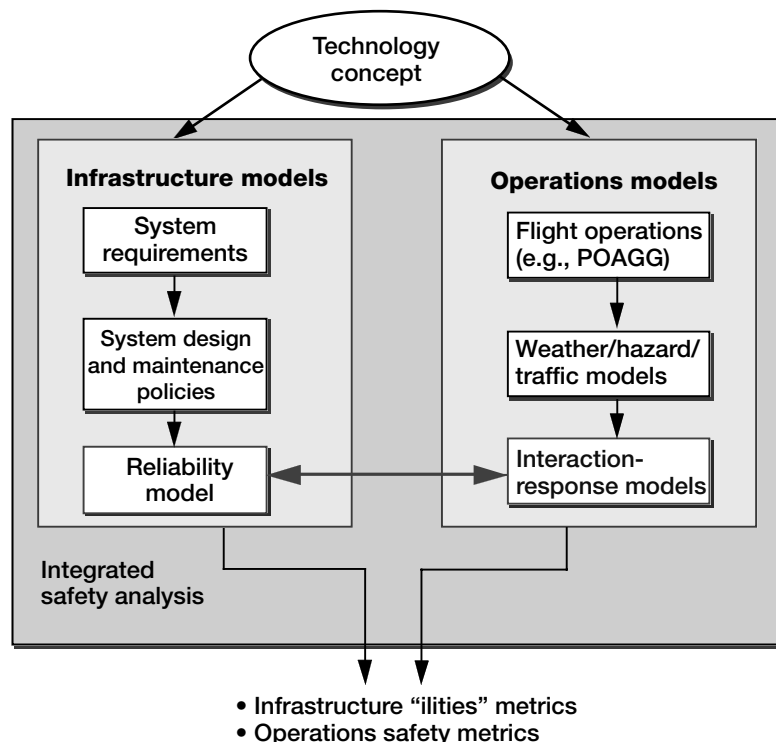 Technology
concept
Infrastructure models
System
requirements
System design
and maintenance
policies
Reliability
model
Operations models
Flight operations
(e.g., POAGG)
Weather/hazard/
traffic models
Interaction-
response models
Integrated
safety analysis
• Infrastructure “ilities” metrics
• Operations safety metrics